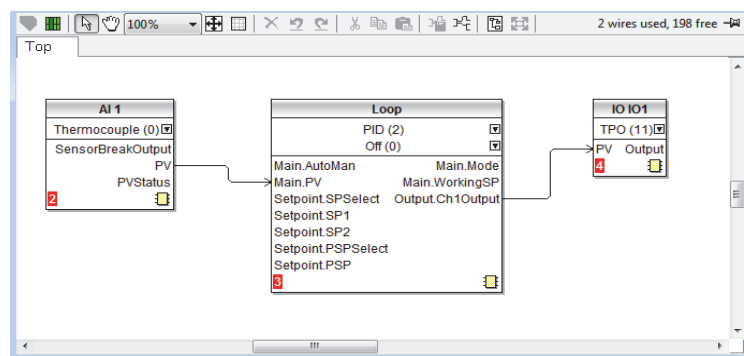 100%
2 wires used, 198 free
Top
AI 1
Thermocouple (0)
SensorBreakOutput
PV
PVStatus
2
Loop
PID (2)
Off (0)
Main.AutoMan Main.Mode
Main.PV Main.WorkingSP
Setpoint.SPSelect Output.Ch1Output
Setpoint.SP1
Setpoint.SP2
Setpoint.PSPSelect
Setpoint.PSP
3
IO IO1
TPO (11)
PV Output
4